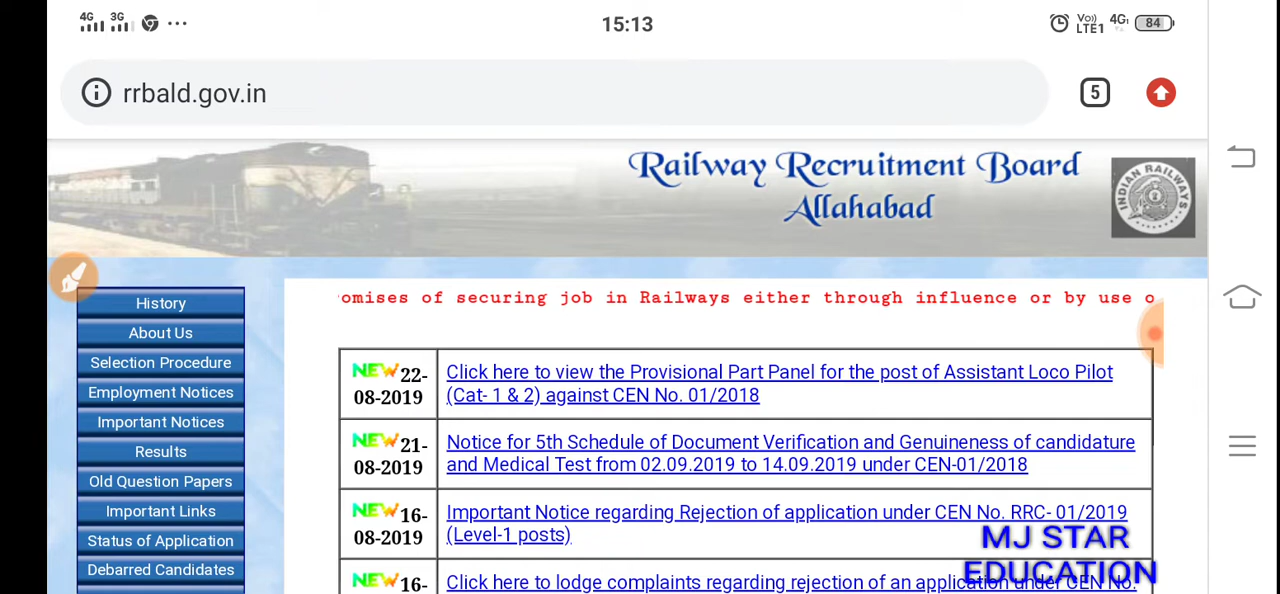 4G 3G ... 15:13 Vo)) LTE1 4G 84
rrbald.gov.in 5
Railway Recruitment Board
Allahabad
INDIAN RAILWAYS
omises of securing job in Railways either through influence or by use o
History
About Us
Selection Procedure
Employment Notices
Important Notices
Results
Old Question Papers
Important Links
Status of Application
Debarred Candidates
NEW 22-
08-2019
Click here to view the Provisional Part Panel for the post of Assistant Loco Pilot
(Cat- 1 & 2) against CEN No. 01/2018
NEW 21-
08-2019
Notice for 5th Schedule of Document Verification and Genuineness of candidature
and Medical Test from 02.09.2019 to 14.09.2019 under CEN-01/2018
NEW 16-
08-2019
Important Notice regarding Rejection of application under CEN No. RRC- 01/2019
(Level-1 posts)
NEW 16-
Click here to lodge complaints regarding rejection of an application under CEN No.
MJ STAR
EDUCATION